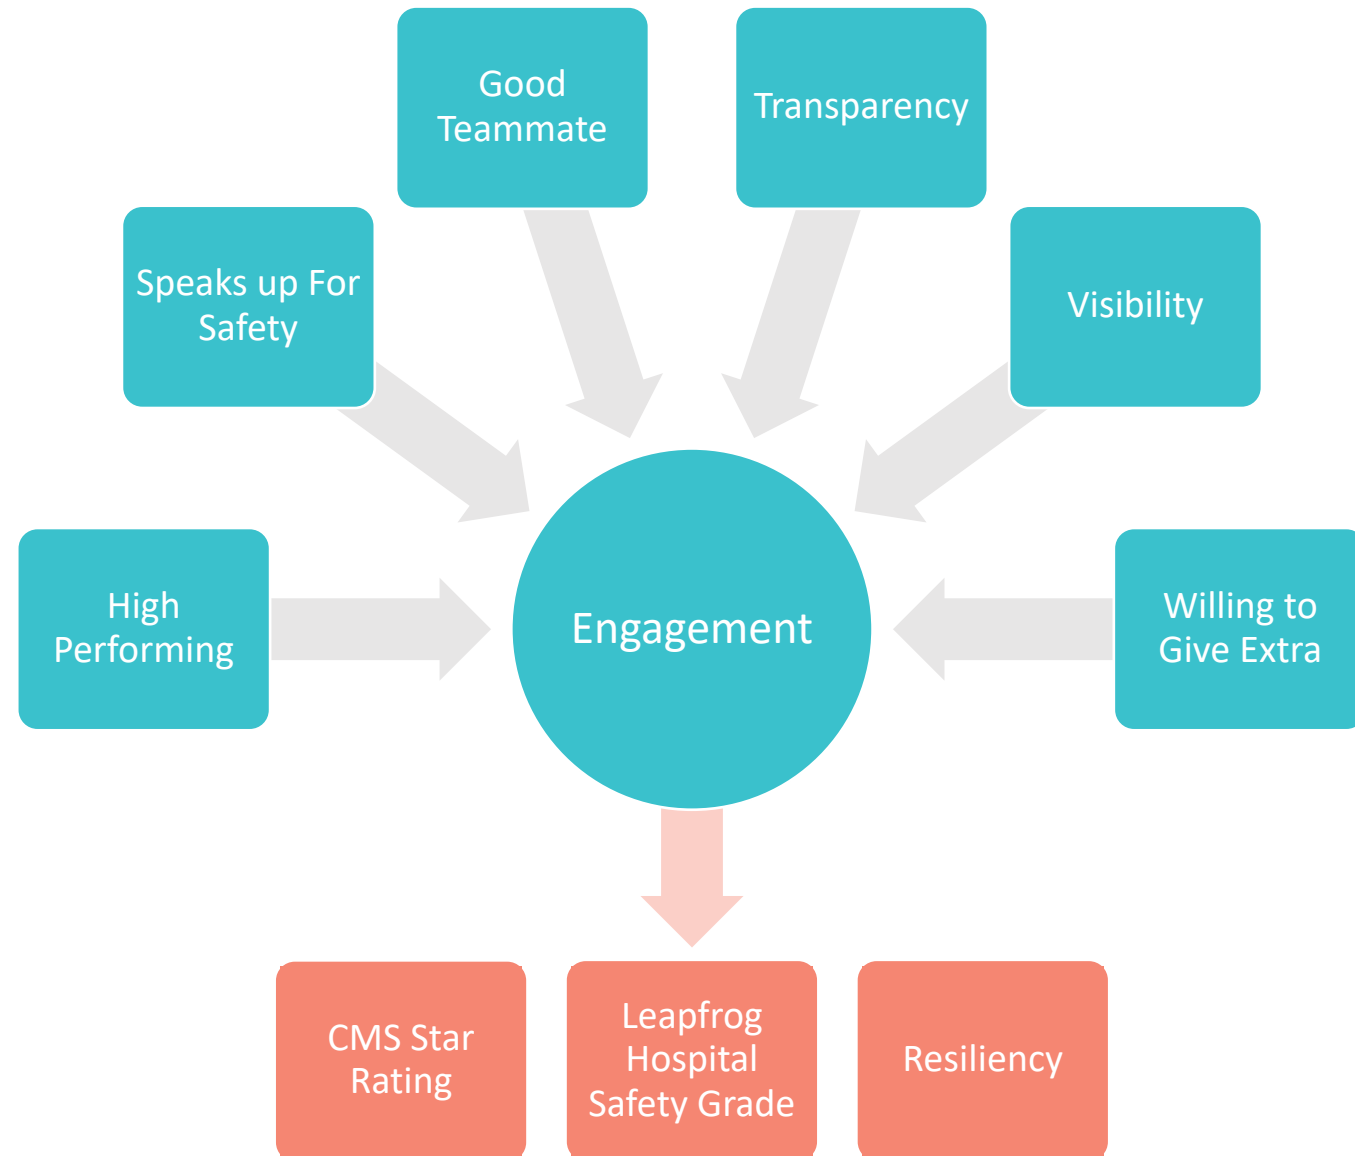 Good
Teammate
Transparency
Speaks up For
Safety
Visibility
High
Performing
Engagement
Willing to
Give Extra
CMS Star
Rating
Leapfrog
Hospital
Safety Grade
Resiliency